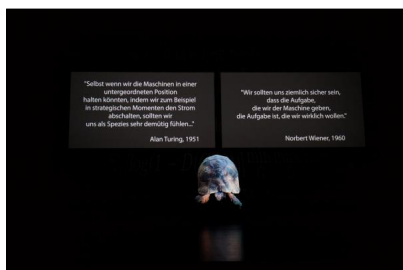 "Selbst wenn wir die Maschinen in einer
untergeordneten Position
halten könnten, indem wir zum Beispiel
in strategischen Momenten den Strom
abschalten, sollten wir
uns als Spezies sehr demütig fühlen..."
Alan Turing, 1951
"Wir sollten uns ziemlich sicher sein,
dass die Aufgabe,
die wir der Maschine geben,
die Aufgabe ist, die wir wirklich wollen."
Norbert Wiener, 1960